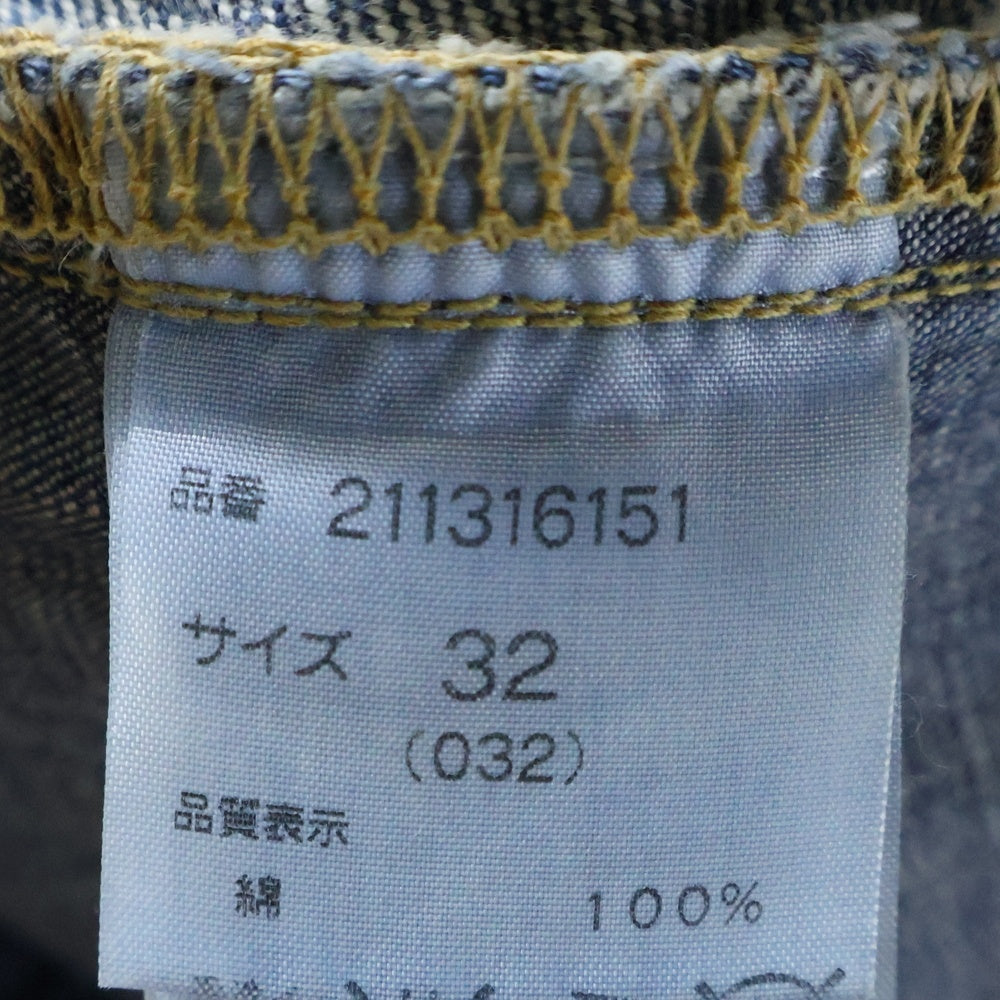 品番 211316151
サイズ 32
(032)
品質表示
綿 100%